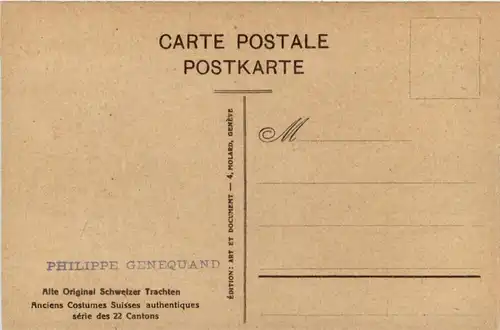 CARTE POSTALE
POSTKARTE
M
ÉDITION: ART ET DOCUMENT — 4, MOLARD, GENÈVE
PHILIPPE GENEQUAND
Alte Original Schweizer Trachten
Anciens Costumes Suisses authentiques
série des 22 Cantons